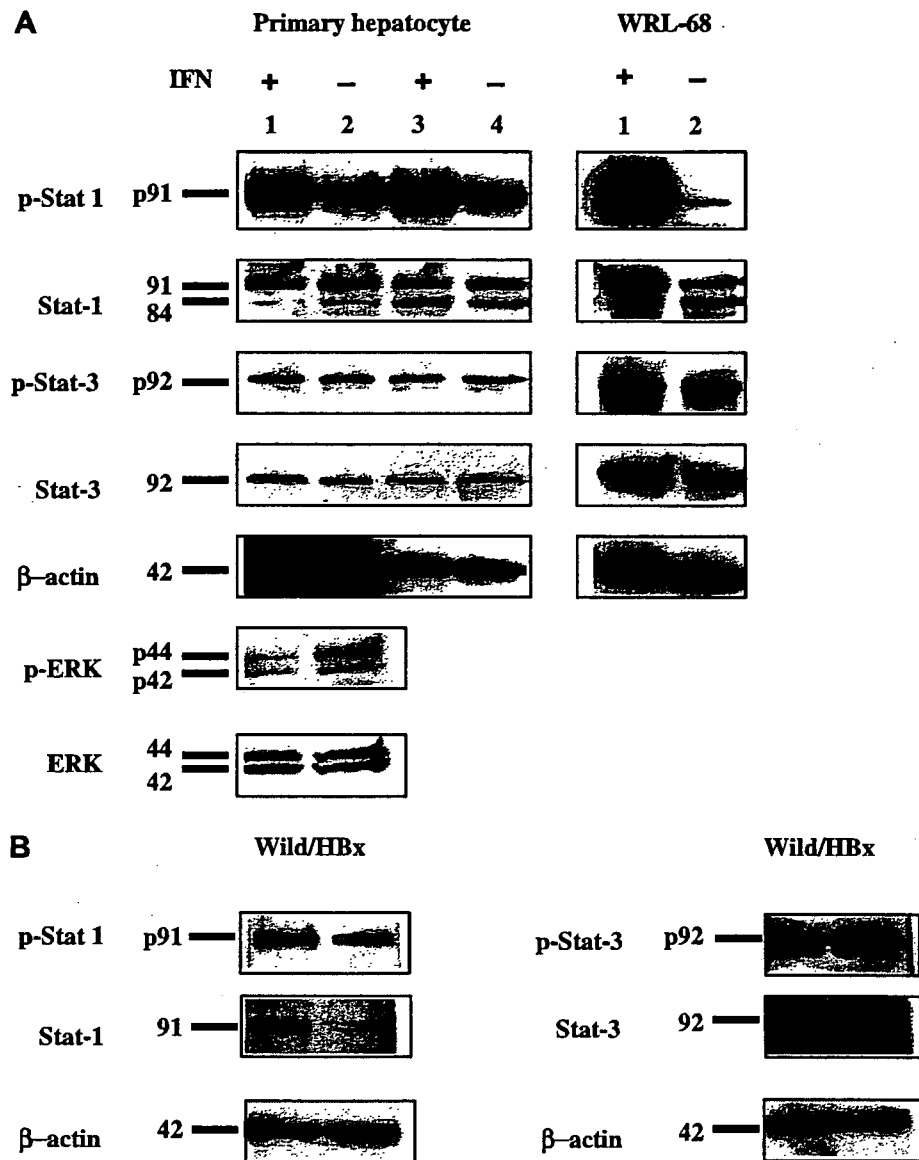 A
Primary hepatocyte WRL-68
IFN + – + – + –
1 2 3 4 1 2
p-Stat 1 p91
Stat-1 91
84
p-Stat-3 p92
Stat-3 92
β–actin 42
p-ERK p44
p42
ERK 44
42
B
Wild/HBx Wild/HBx
p-Stat 1 p91 p-Stat-3 p92
Stat-1 91 Stat-3 92
β–actin 42 β–actin 42